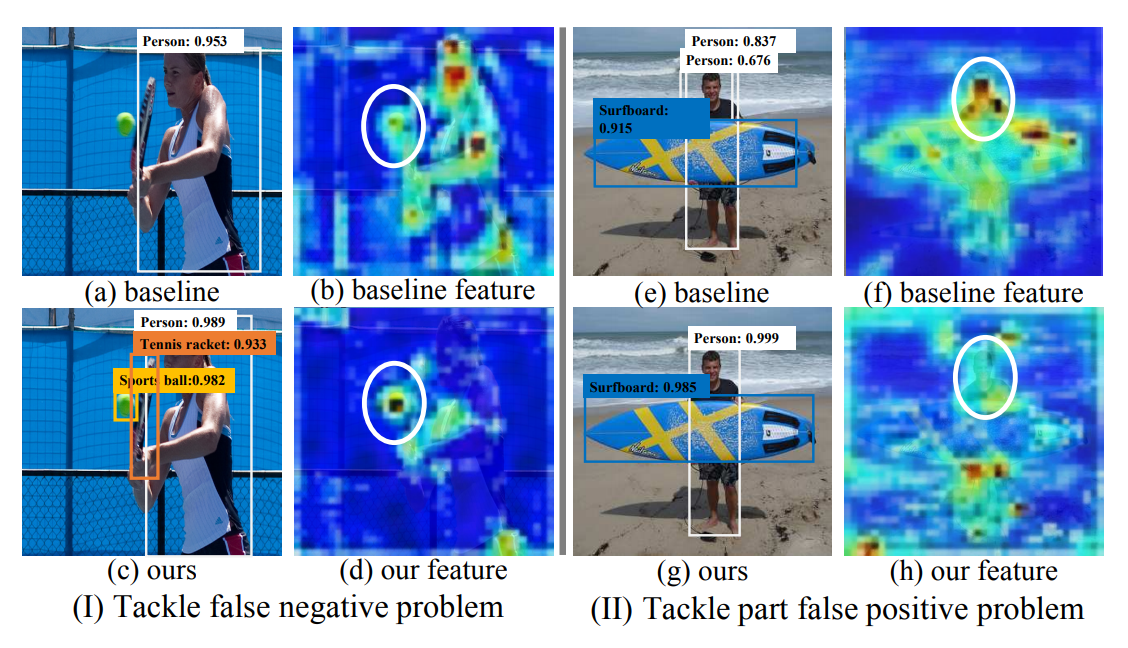 Person: 0.953
(a) baseline
(b) baseline feature
Person: 0.989
Tennis racket: 0.933
Sports ball:0.982
(c) ours
(d) our feature
(I) Tackle false negative problem
Person: 0.837
Person: 0.676
Surfboard:
0.915
(e) baseline
(f) baseline feature
Person: 0.999
Surfboard: 0.985
(g) ours
(h) our feature
(II) Tackle part false positive problem